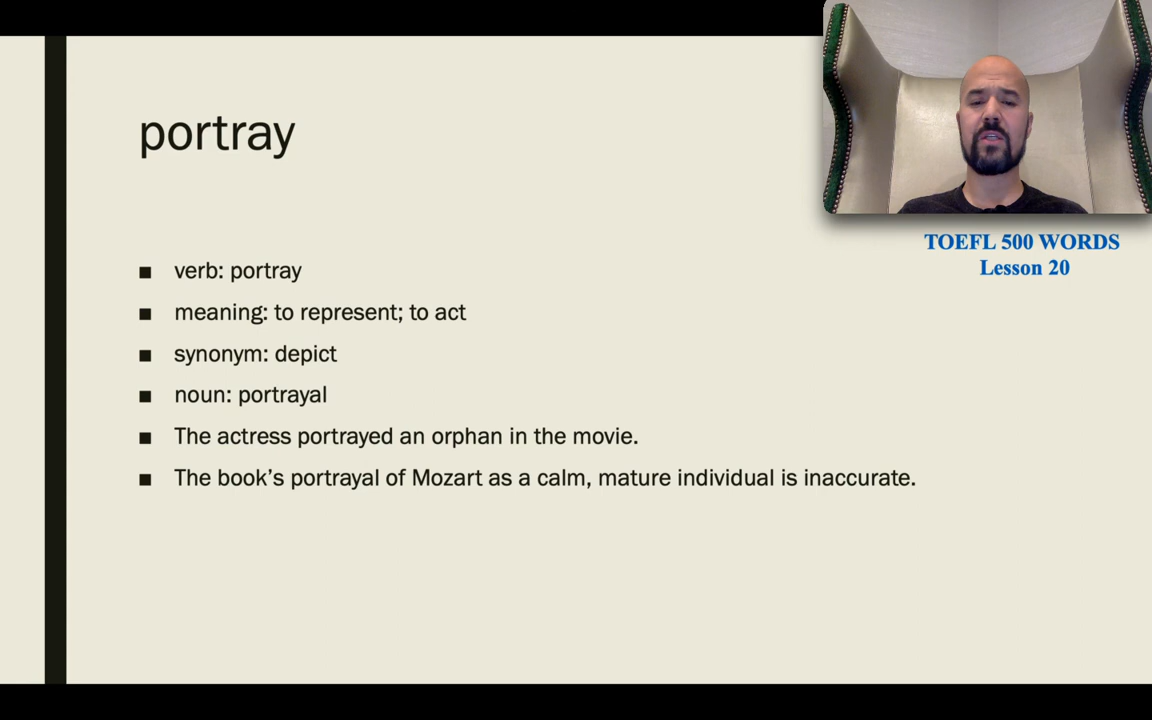 portray
TOEFL 500 WORDS
Lesson 20
■ verb: portray
■ meaning: to represent; to act
■ synonym: depict
■ noun: portrayal
■ The actress portrayed an orphan in the movie.
■ The book’s portrayal of Mozart as a calm, mature individual is inaccurate.